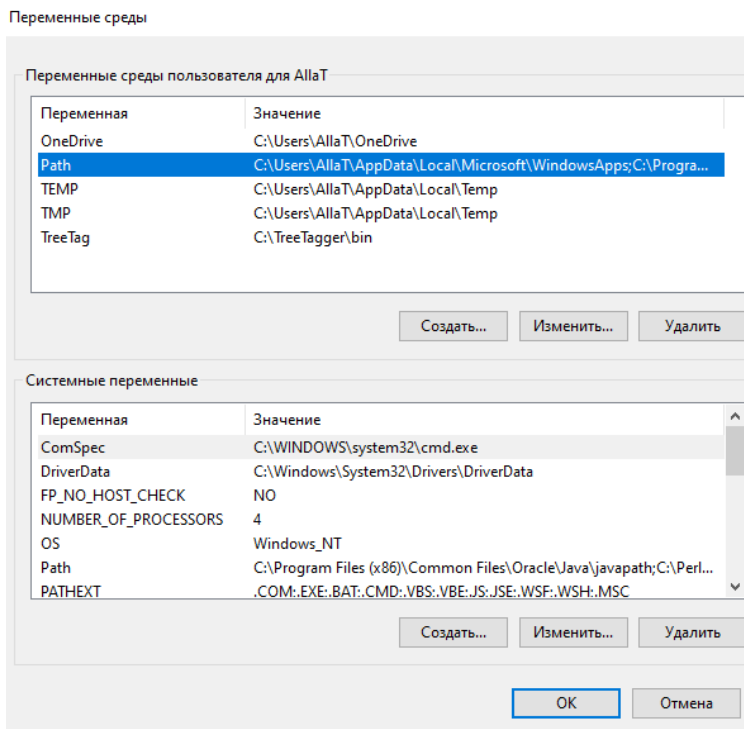 Переменные среды
Переменные среды пользователя для AllaT
Переменная Значение
OneDrive C:\Users\AllaT\OneDrive
Path C:\Users\AllaT\AppData\Local\Microsoft\WindowsApps;C:\Progra...
TEMP C:\Users\AllaT\AppData\Local\Temp
TMP C:\Users\AllaT\AppData\Local\Temp
TreeTag C:\TreeTagger\bin
Создать... Изменить... Удалить
Системные переменные
Переменная Значение
ComSpec C:\WINDOWS\system32\cmd.exe
DriverData C:\Windows\System32\Drivers\DriverData
FP_NO_HOST_CHECK NO
NUMBER_OF_PROCESSORS 4
OS Windows_NT
Path C:\Program Files (x86)\Common Files\Oracle\Java\javapath;C:\Perl...
PATHEXT .COM;.EXE;.BAT;.CMD;.VBS;.VBE;.JS;.JSE;.WSF;.WSH;.MSC
Создать... Изменить... Удалить
ОК Отмена